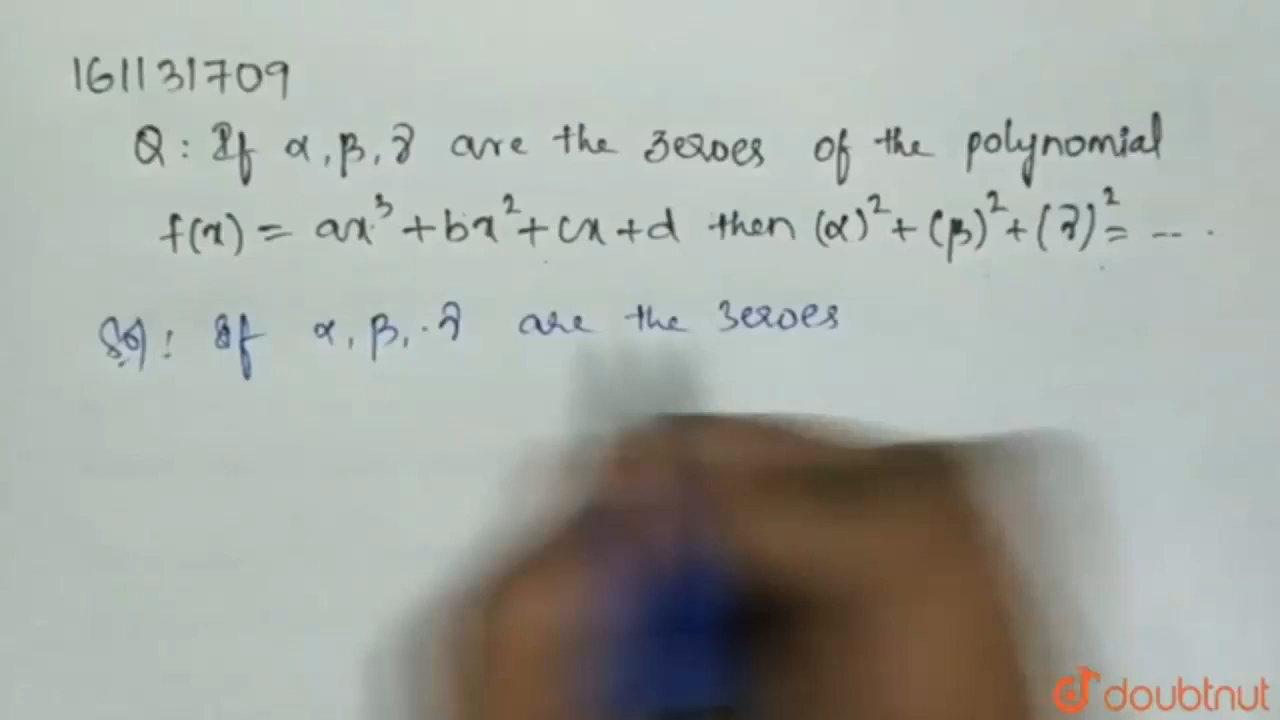 161131709
Q : If α, β, γ are the zeroes of the polynomial
f(x) = ax³ + bx² + cx + d then (α)² + (β)² + (γ)² = -- .
Sol : If α, β, γ are the zeroes
doubtnut